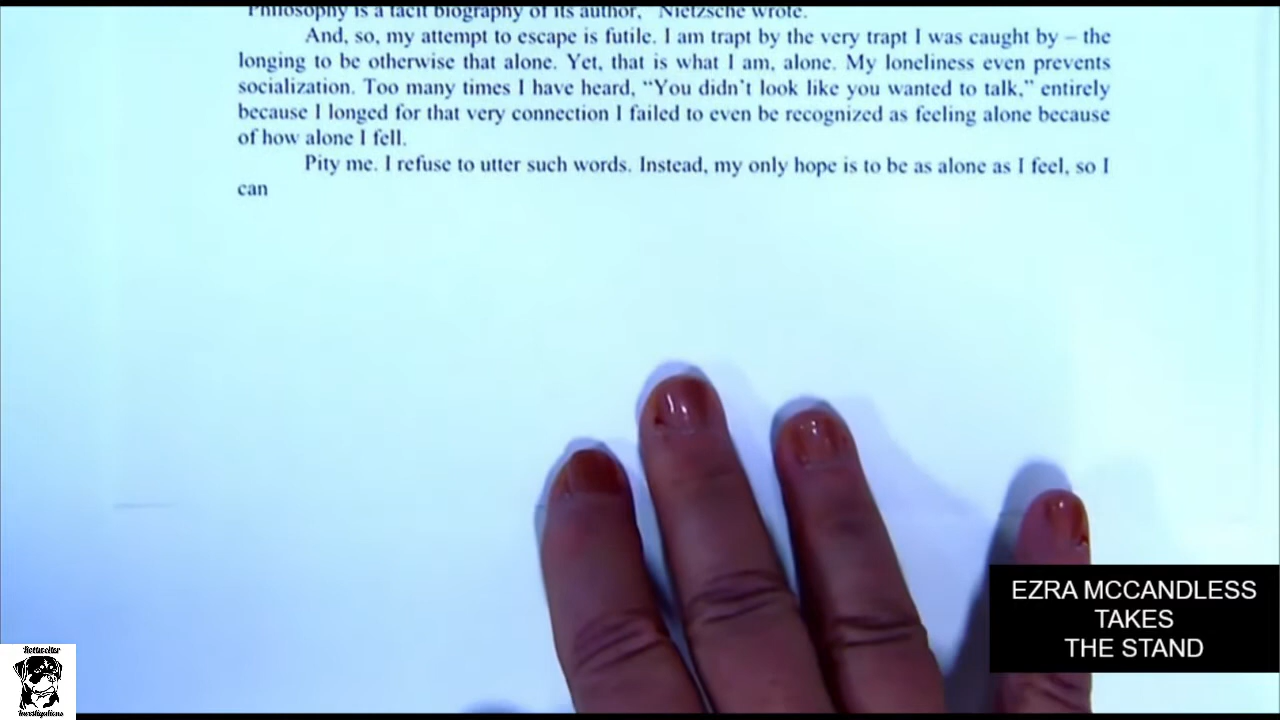 "Philosophy is a tacit biography of its author," Nietzsche wrote.
And, so, my attempt to escape is futile. I am trapt by the very trapt I was caught by – the
longing to be otherwise that alone. Yet, that is what I am, alone. My loneliness even prevents
socialization. Too many times I have heard, “You didn’t look like you wanted to talk,” entirely
because I longed for that very connection I failed to even be recognized as feeling alone because
of how alone I fell.
Pity me. I refuse to utter such words. Instead, my only hope is to be as alone as I feel, so I
can
EZRA MCCANDLESS
TAKES
THE STAND
Rottweiler
Investigations